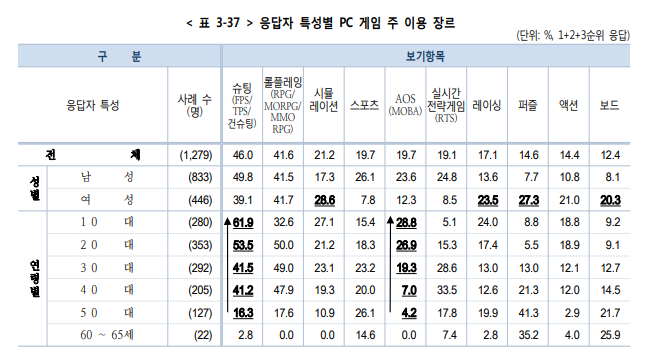 < 표 3-37 > 응답자 특성별 PC 게임 주 이용 장르
(단위: %, 1+2+3순위 응답)
구 분 보기항목
응답자 특성 사례 수 (명) 슈팅 (FPS/ TPS/ 건슈팅) 롤플레잉 (RPG/ MORPG/ MMO RPG) 시뮬 레이션 스포츠 AOS (MOBA) 실시간 전략게임 (RTS) 레이싱 퍼즐 액션 보드
전 체 (1,279) 46.0 41.6 21.2 19.7 19.7 19.1 17.1 14.6 14.4 12.4
성별 남 성 (833) 49.8 41.5 17.3 26.1 23.6 24.8 13.6 7.7 10.8 8.1
여 성 (446) 39.1 41.7 28.6 7.8 12.3 8.5 23.5 27.3 21.0 20.3
연령별 10 대 (280) 61.9 32.6 27.1 15.4 28.8 5.1 24.0 8.8 18.8 9.2
20 대 (353) 53.5 50.0 21.2 18.3 26.9 15.3 17.4 5.5 18.9 9.1
30 대 (292) 41.5 49.0 23.1 23.2 19.3 28.6 13.0 13.0 12.1 12.7
40 대 (205) 41.2 47.9 19.3 20.0 7.0 33.5 12.6 21.3 12.0 14.5
50 대 (127) 16.3 17.6 10.9 26.1 4.2 17.8 19.9 41.3 2.9 21.7
60 ~ 65세 (22) 2.8 0.0 0.0 14.6 0.0 7.4 2.8 35.2 4.0 25.9